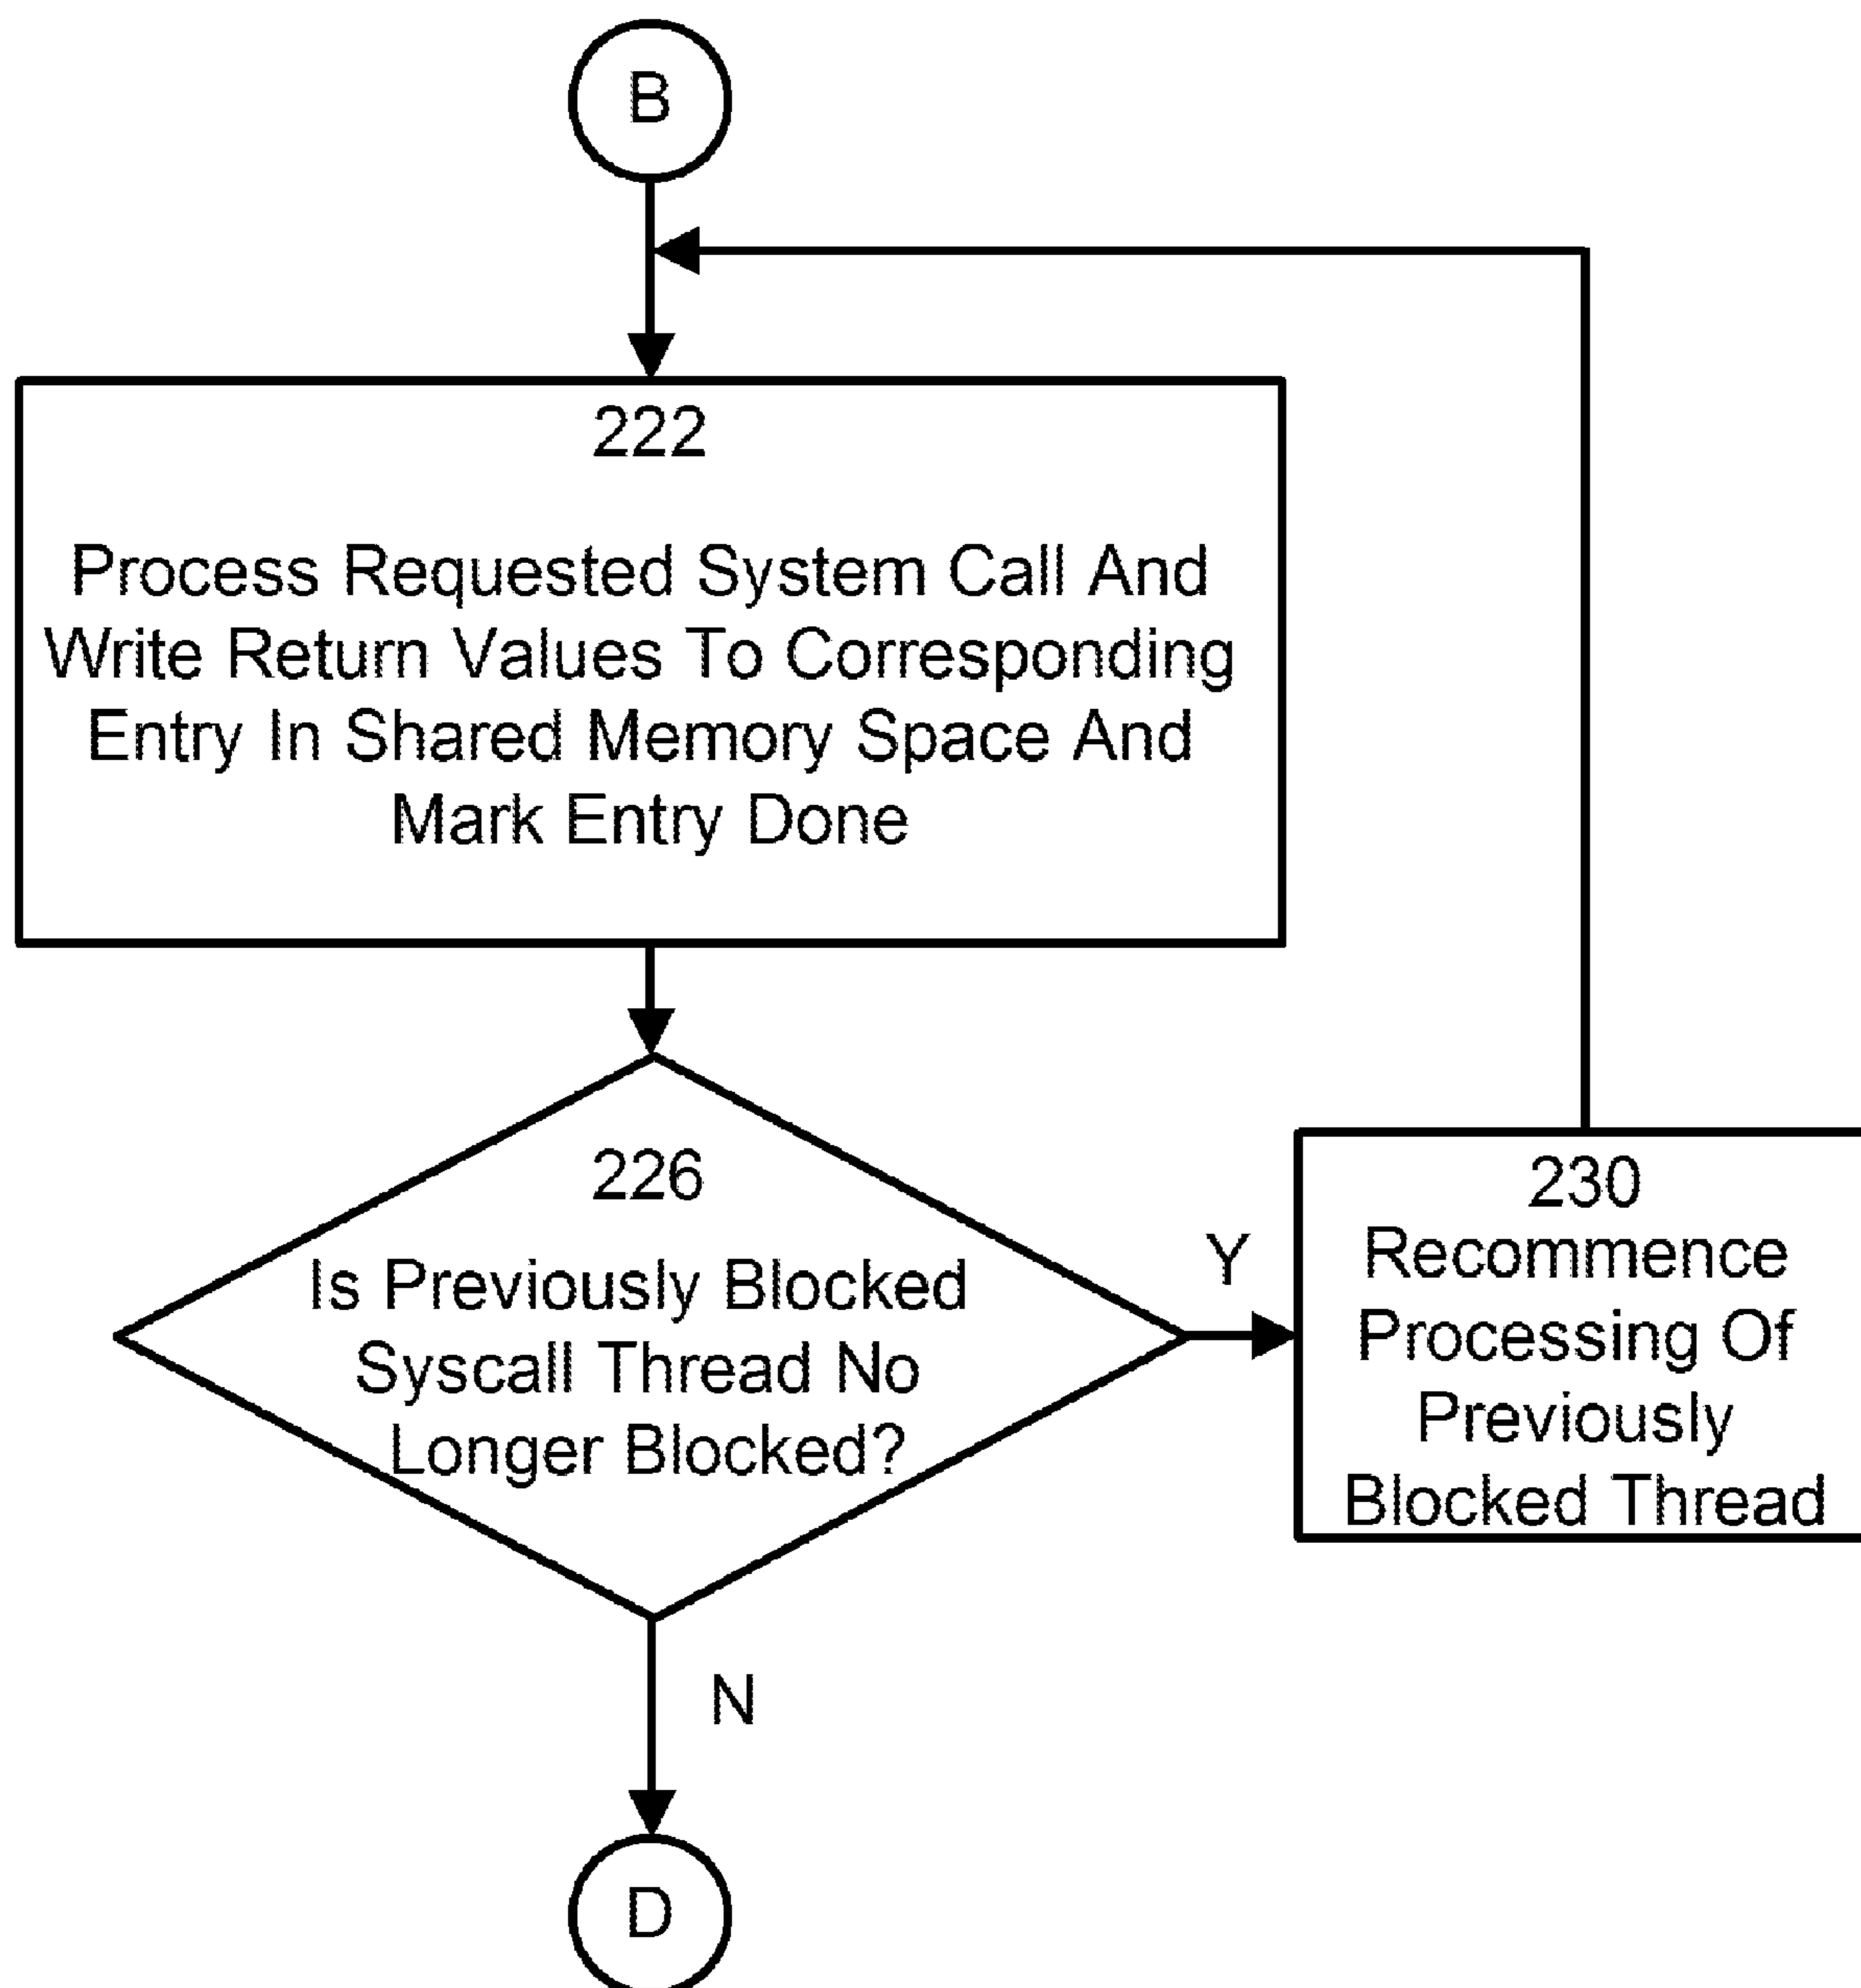 B
222
Process Requested System Call And
Write Return Values To Corresponding
Entry In Shared Memory Space And
Mark Entry Done
226
Is Previously Blocked
Syscall Thread No
Longer Blocked?
Y
230
Recommence
Processing Of
Previously
Blocked Thread
N
D